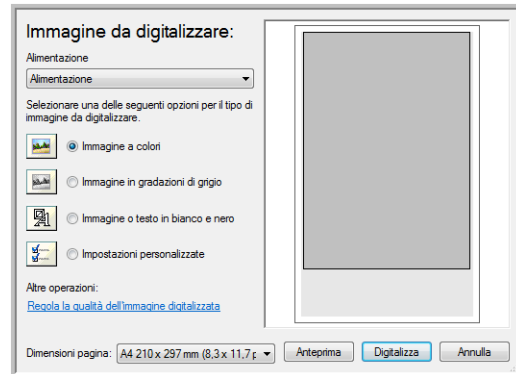 Immagine da digitalizzare:
Alimentazione
Alimentazione
Selezionare una delle seguenti opzioni per il tipo di
immagine da digitalizzare.
Immagine a colori
Immagine in gradazioni di grigio
Immagine o testo in bianco e nero
Impostazioni personalizzate
Altre operazioni:
Regola la qualità dell'immagine digitalizzata
Dimensioni pagina: A4 210 x 297 mm (8,3 x 11,7 p Anteprima Digitalizza Annulla